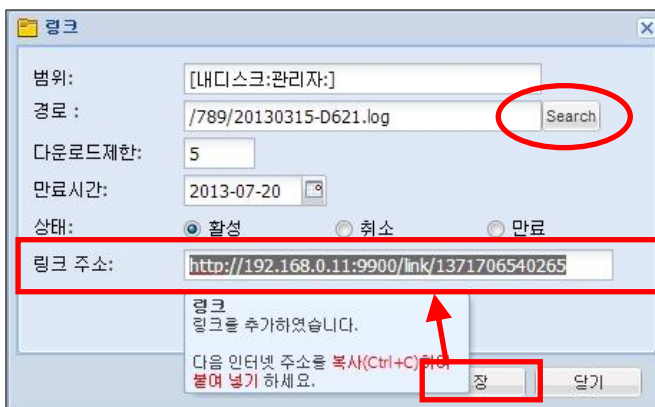 링크
범위: [내디스크:관리자:]
경로 : /789/20130315-D621.log Search
다운로드제한: 5
만료시간: 2013-07-20
상태: 활성 취소 만료
링크 주소: http://192.168.0.11:9900/link/1371706540265
링크
링크를 추가하였습니다.
다음 인터넷 주소를 복사(Ctrl+C)하여
붙여 넣기 하세요.
장 닫기